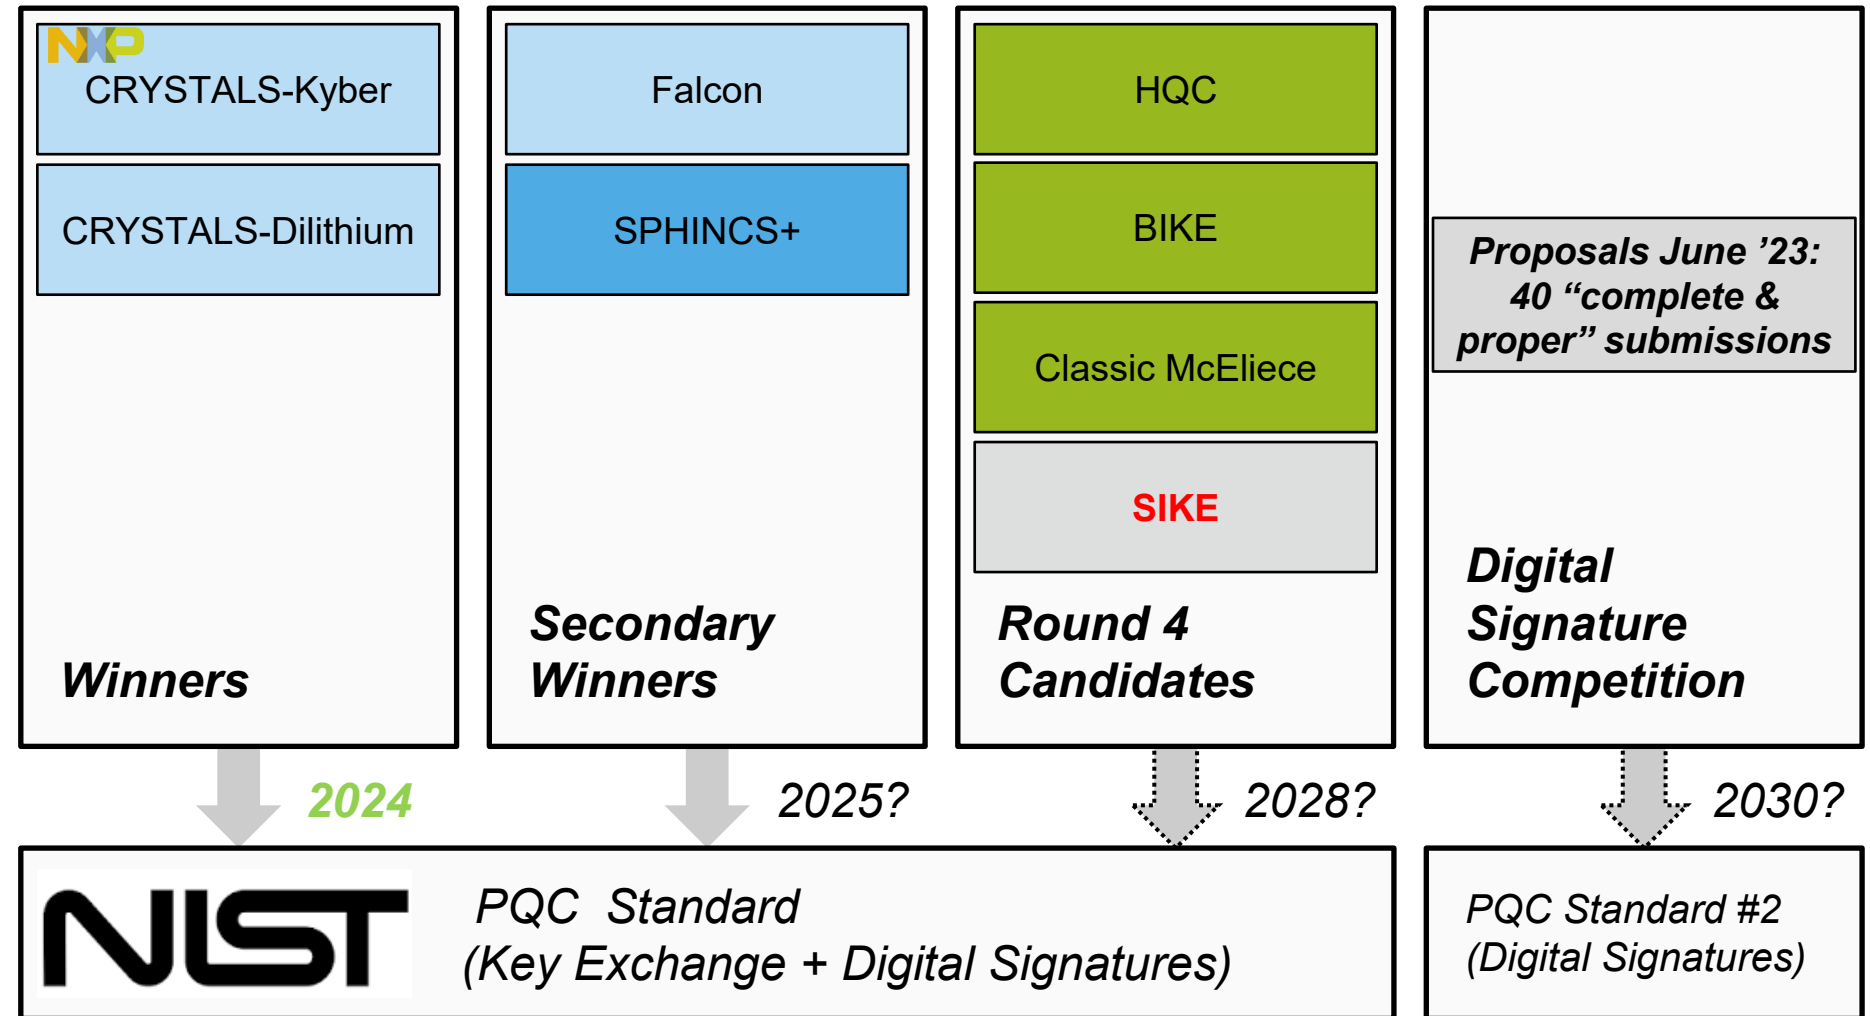 NXP
CRYSTALS-Kyber
CRYSTALS-Dilithium
Winners
2024
Falcon
SPHINCS+
Secondary
Winners
2025?
HQC
BIKE
Classic McEliece
SIKE
Round 4
Candidates
2028?
Proposals June ’23:
40 “complete &
proper” submissions
Digital
Signature
Competition
2030?
NIST
PQC Standard
(Key Exchange + Digital Signatures)
PQC Standard #2
(Digital Signatures)